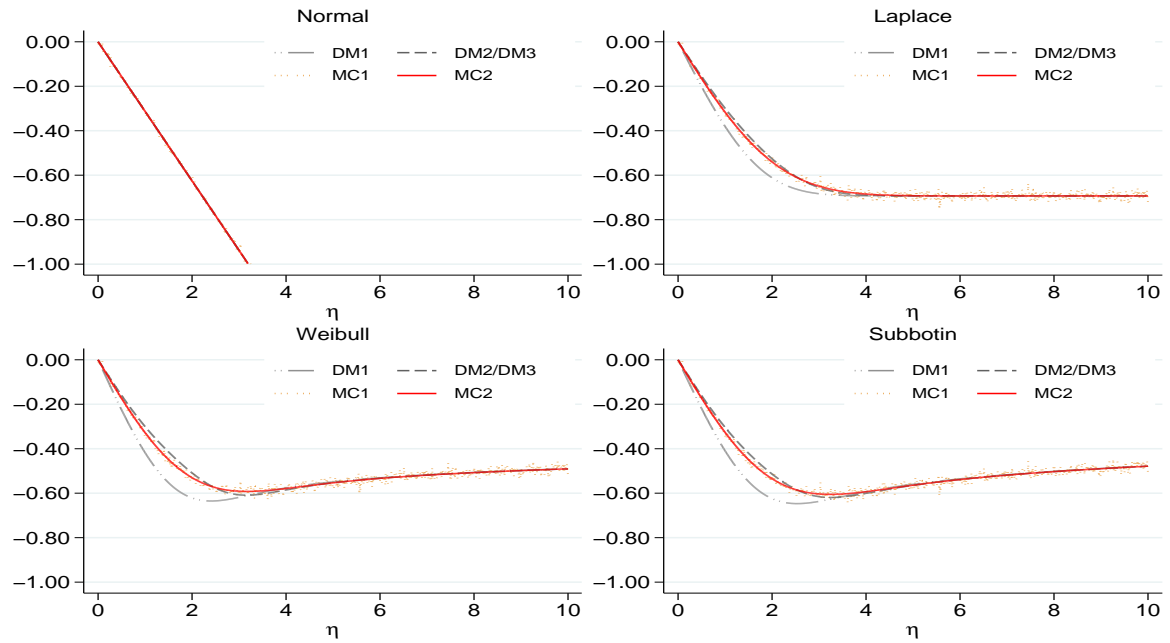 Normal
0.00
−0.20
−0.40
−0.60
−0.80
−1.00
DM1 DM2/DM3
MC1 MC2
0 2 4 6 8 10
η
Laplace
0.00
−0.20
−0.40
−0.60
−0.80
−1.00
DM1 DM2/DM3
MC1 MC2
0 2 4 6 8 10
η
Weibull
0.00
−0.20
−0.40
−0.60
−0.80
−1.00
DM1 DM2/DM3
MC1 MC2
0 2 4 6 8 10
η
Subbotin
0.00
−0.20
−0.40
−0.60
−0.80
−1.00
DM1 DM2/DM3
MC1 MC2
0 2 4 6 8 10
η